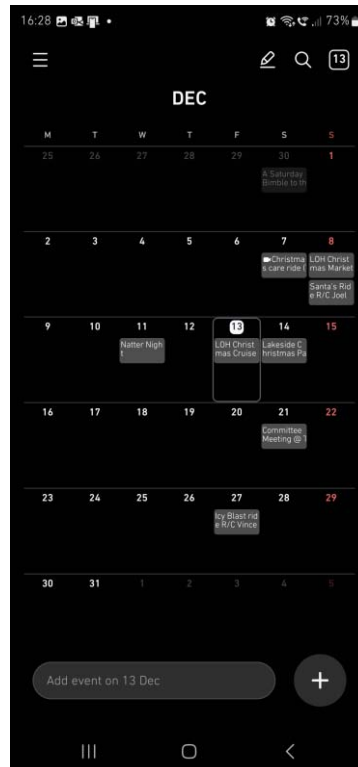 16:28 73%
13
DEC
M T W T F S S
25 26 27 28 29 30 1
A Saturday
Bimble to th
2 3 4 5 6 7 8
Christma
s care ride (
LOH Christ
mas Market
Santa's Rid
e R/C Joel
9 10 11 12 13 14 15
Natter Nigh
t
LOH Christ
mas Cruise
Lakeside C
hristmas Pa
16 17 18 19 20 21 22
Committee
Meeting @ T
23 24 25 26 27 28 29
Icy Blast rid
e R/C Vince
30 31 1 2 3 4 5
Add event on 13 Dec